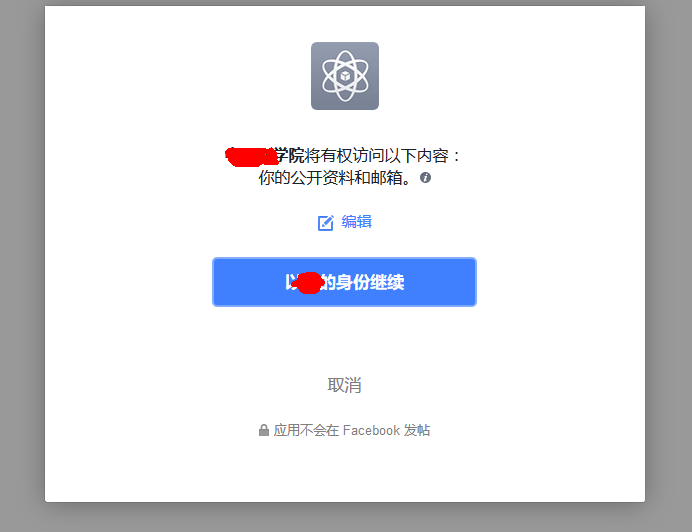 学院将有权访问以下内容：
你的公开资料和邮箱。
编辑
以的身份继续
取消
应用不会在 Facebook 发帖